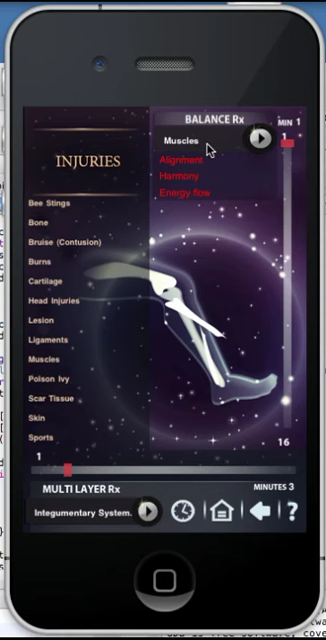 BALANCE Rx
MIN 1
Muscles
1
Alignment
Harmony
Energy flow
INJURIES
Bee Stings
Bone
Bruise (Contusion)
Burns
Cartilage
Head Injuries
Lesion
Ligaments
Muscles
Poison Ivy
Scar Tissue
Skin
Sports
16
1
MULTI LAYER Rx
MINUTES 3
Integumentary System.
?